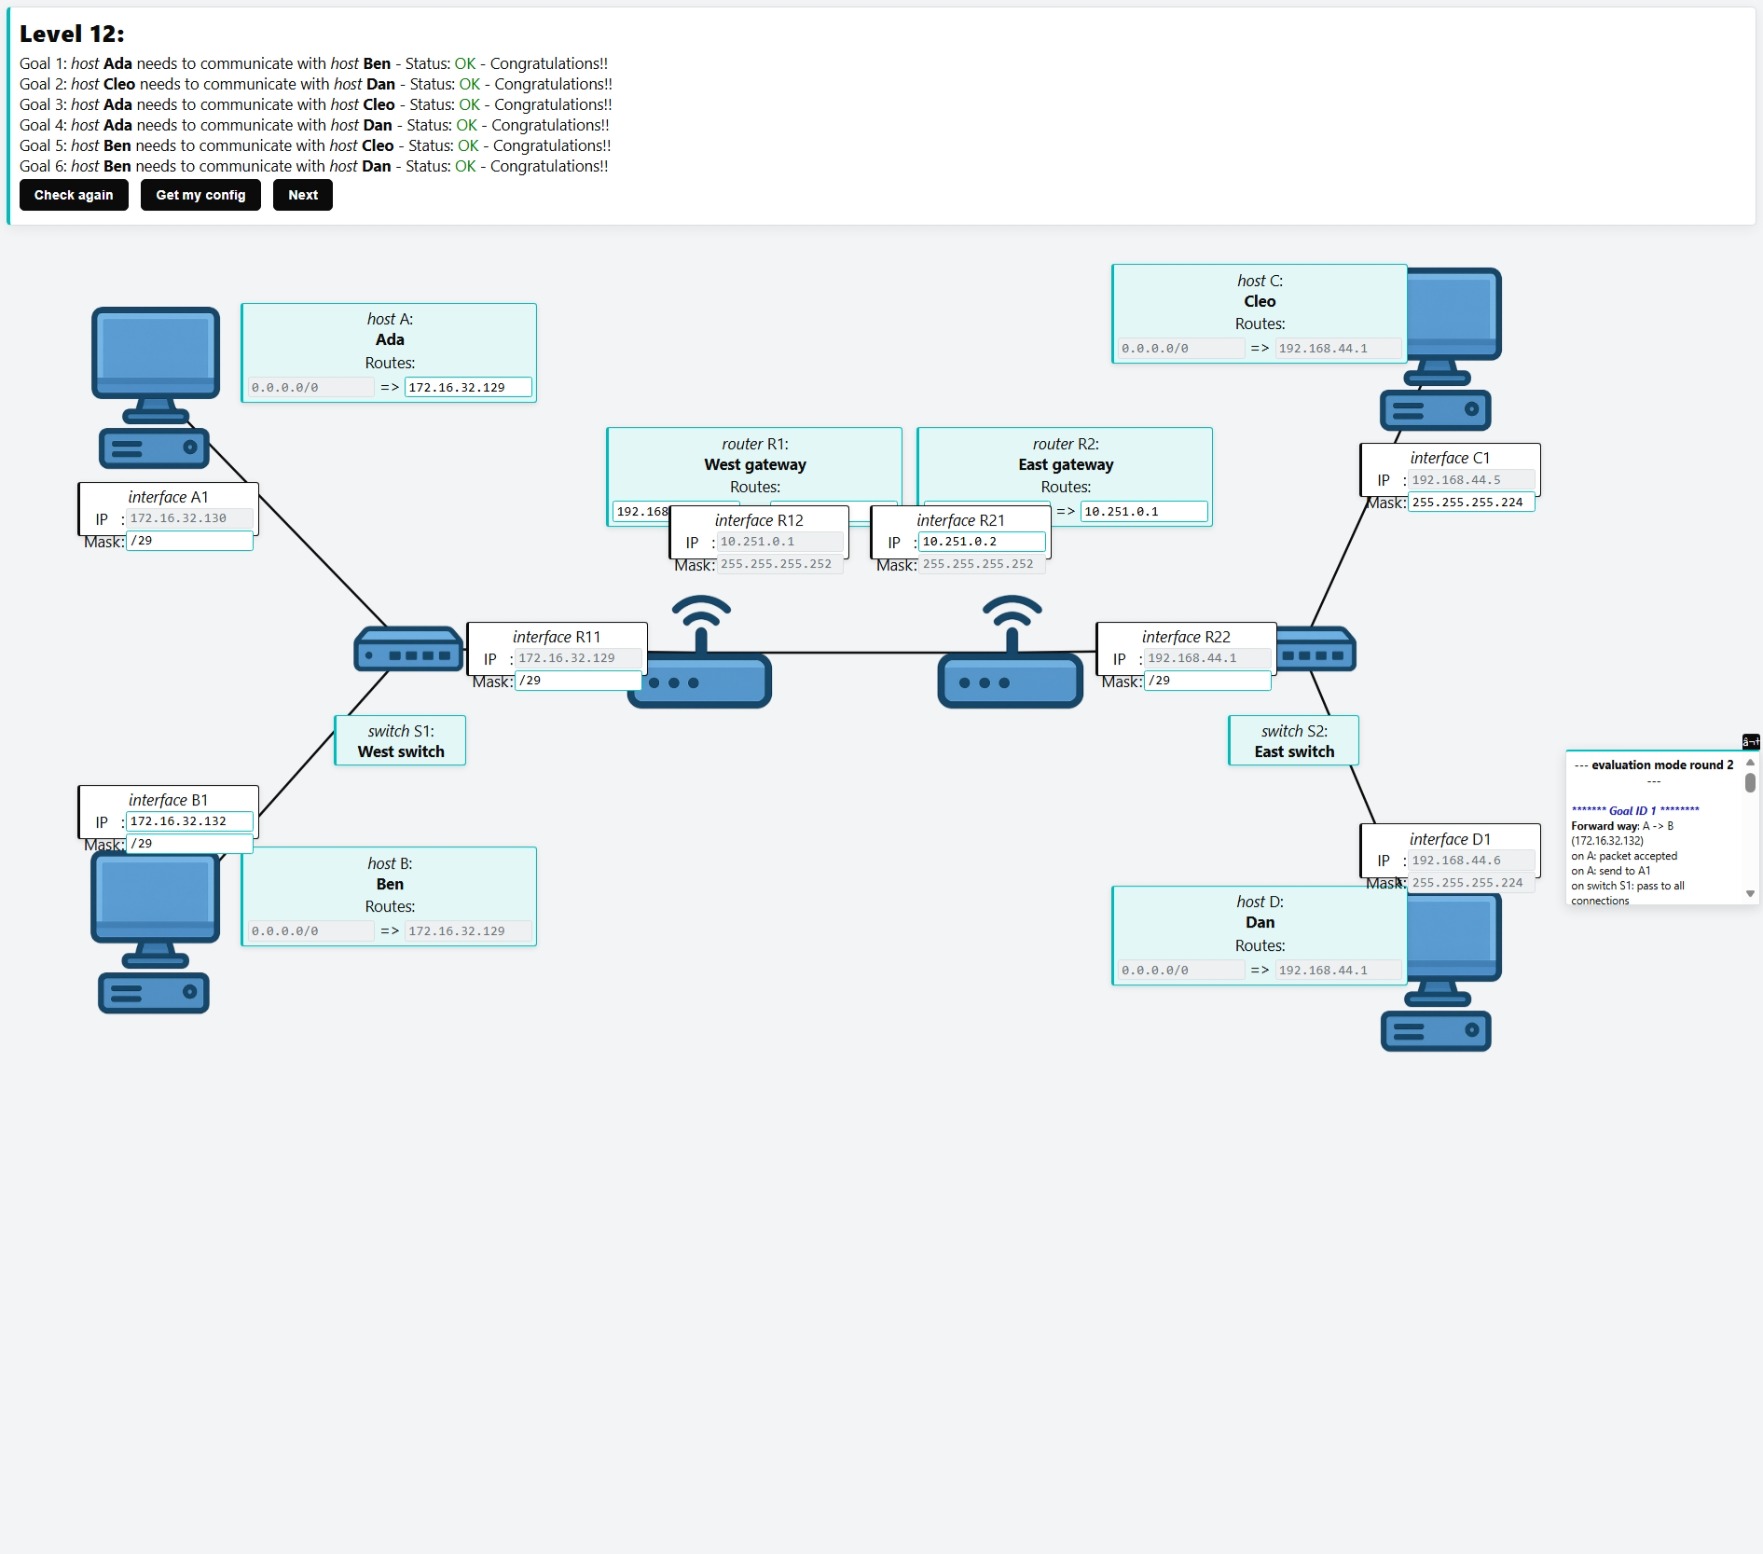 Level 12:
Goal 1: host Ada needs to communicate with host Ben - Status: OK - Congratulations!!
Goal 2: host Cleo needs to communicate with host Dan - Status: OK - Congratulations!!
Goal 3: host Ada needs to communicate with host Cleo - Status: OK - Congratulations!!
Goal 4: host Ada needs to communicate with host Dan - Status: OK - Congratulations!!
Goal 5: host Ben needs to communicate with host Cleo - Status: OK - Congratulations!!
Goal 6: host Ben needs to communicate with host Dan - Status: OK - Congratulations!!
Check again Get my config Next
host A:
Ada
Routes:
0.0.0.0/0 => 172.16.32.129
host C:
Cleo
Routes:
0.0.0.0/0 => 192.168.44.1
router R1:
West gateway
Routes:
192.168
router R2:
East gateway
Routes:
=> 10.251.0.1
interface A1
IP : 172.16.32.130
Mask: /29
interface R12
IP : 10.251.0.1
Mask: 255.255.255.252
interface R21
IP : 10.251.0.2
Mask: 255.255.255.252
interface C1
IP : 192.168.44.5
Mask: 255.255.255.224
interface R11
IP : 172.16.32.129
Mask: /29
interface R22
IP : 192.168.44.1
Mask: /29
switch S1:
West switch
switch S2:
East switch
interface B1
IP : 172.16.32.132
Mask: /29
host B:
Ben
Routes:
0.0.0.0/0 => 172.16.32.129
interface D1
IP : 192.168.44.6
Mask: 255.255.255.224
host D:
Dan
Routes:
0.0.0.0/0 => 192.168.44.1
--- evaluation mode round 2
---
******* Goal ID 1 ********
Forward way: A -> B
(172.16.32.132)
on A: packet accepted
on A: send to A1
on switch S1: pass to all
connections